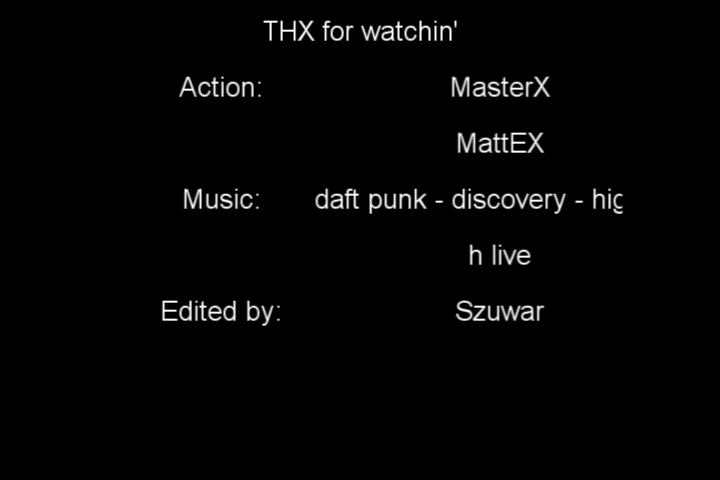 THX for watchin'
Action: MasterX
MattEX
Music: daft punk - discovery - hig
h live
Edited by: Szuwar